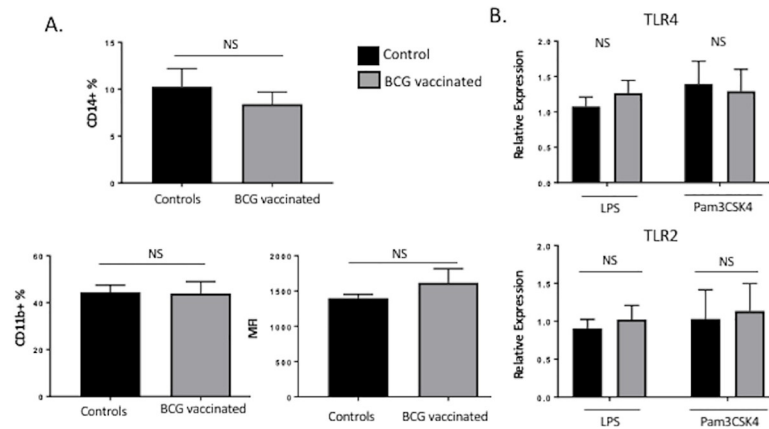 A.
NS
15
10
5
0
CD14+ %
Controls
BCG vaccinated
Control
BCG vaccinated
NS
60
40
20
0
CD11b+ %
Controls
BCG vaccinated
NS
2000
1500
1000
500
0
MFI
Controls
BCG vaccinated
B.
TLR4
NS
NS
2.0
1.5
1.0
0.5
0.0
Relative Expression
LPS
Pam3CSK4
TLR2
NS
NS
2.0
1.5
1.0
0.5
0.0
Relative Expression
LPS
Pam3CSK4